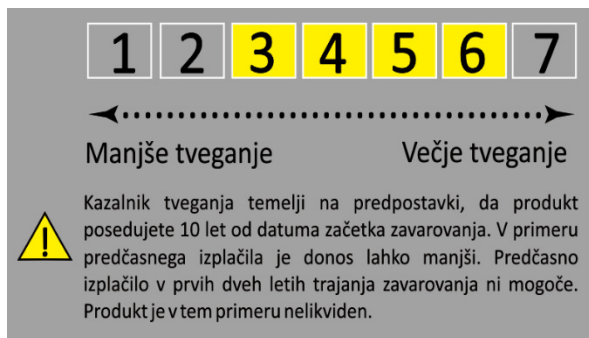 1 2 3 4 5 6 7
Manjše tveganje Večje tveganje
Kazalnik tveganja temelji na predpostavki, da produkt
posedujete 10 let od datuma začetka zavarovanja. V primeru
predčasnega izplačila je donos lahko manjši. Predčasno
izplačilo v prvih dveh letih trajanja zavarovanja ni mogoče.
Produkt je v tem primeru nelikviden.